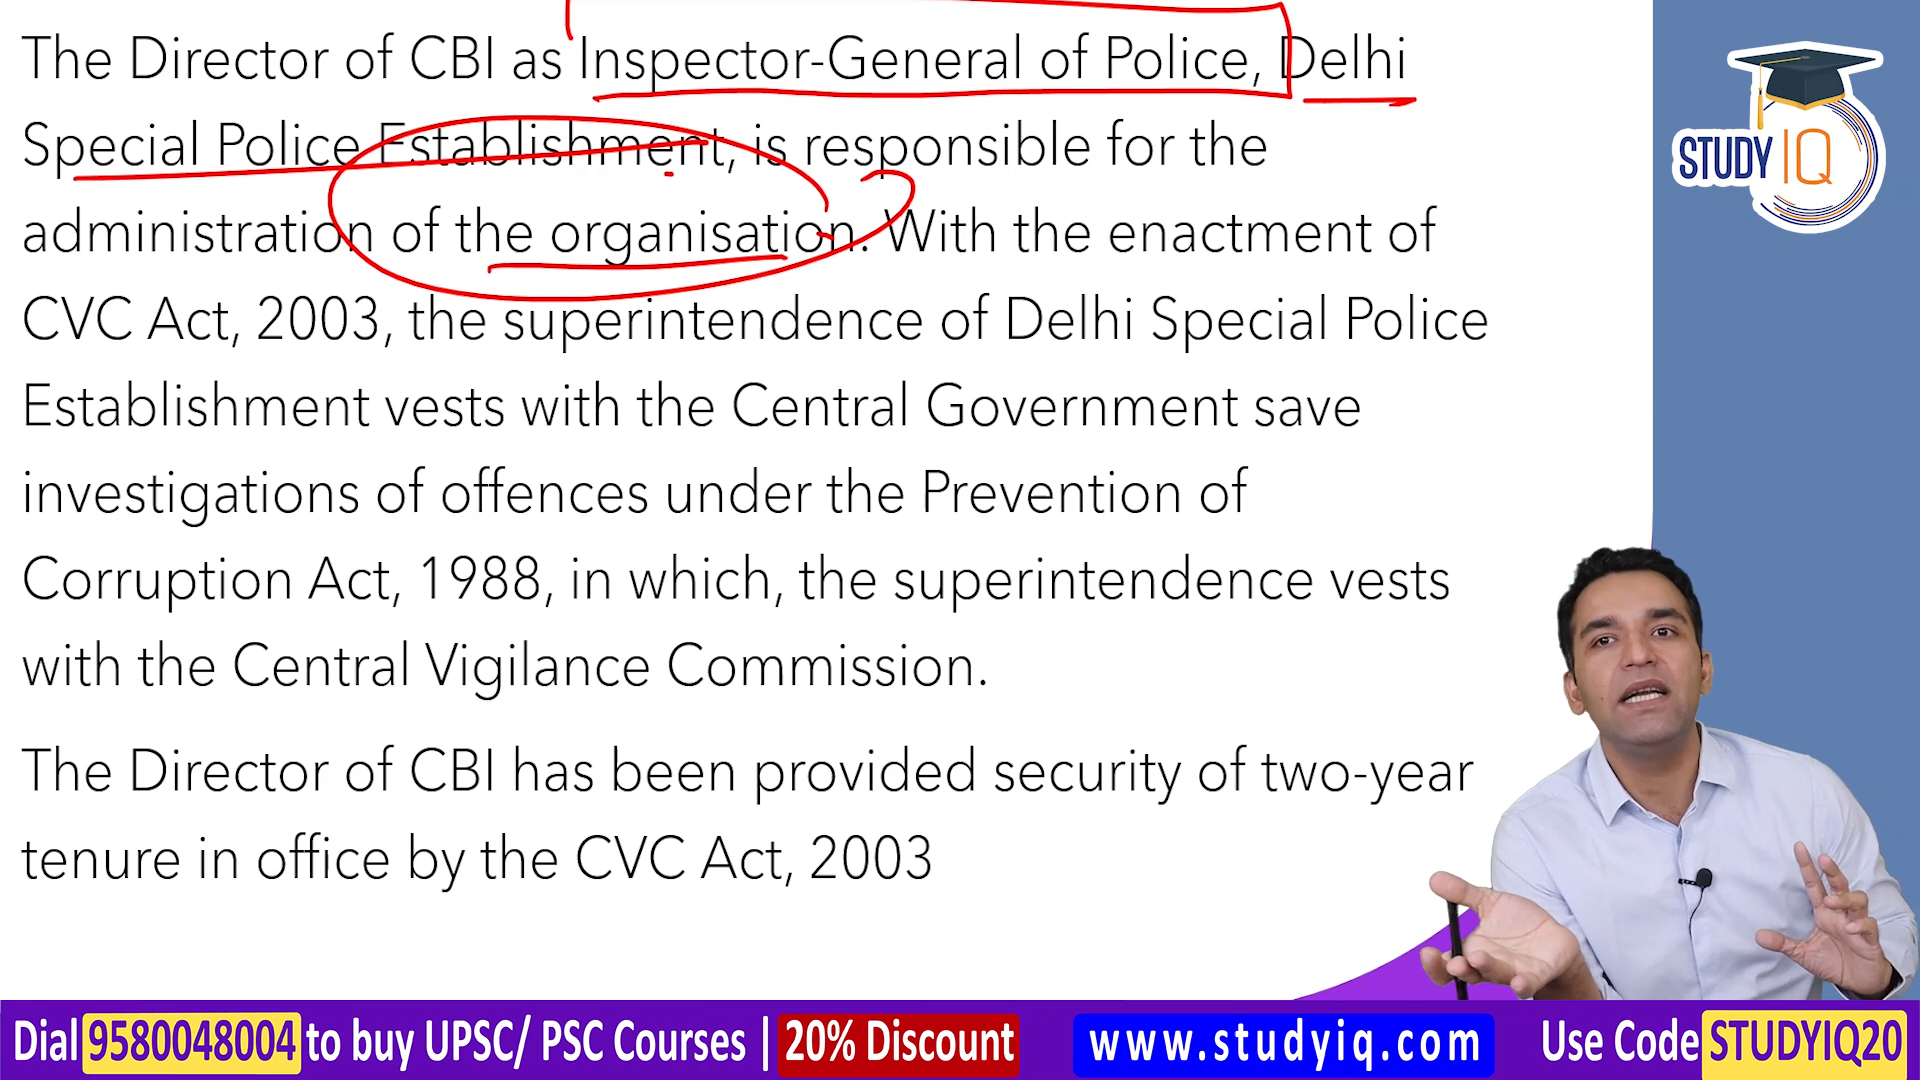 The Director of CBI as Inspector-General of Police, Delhi
Special Police Establishment, is responsible for the
administration of the organisation. With the enactment of
CVC Act, 2003, the superintendence of Delhi Special Police
Establishment vests with the Central Government save
investigations of offences under the Prevention of
Corruption Act, 1988, in which, the superintendence vests
with the Central Vigilance Commission.
The Director of CBI has been provided security of two-year
tenure in office by the CVC Act, 2003
STUDY IQ
Dial 9580048004 to buy UPSC/ PSC Courses | 20% Discount www.studyiq.com Use Code STUDYIQ20